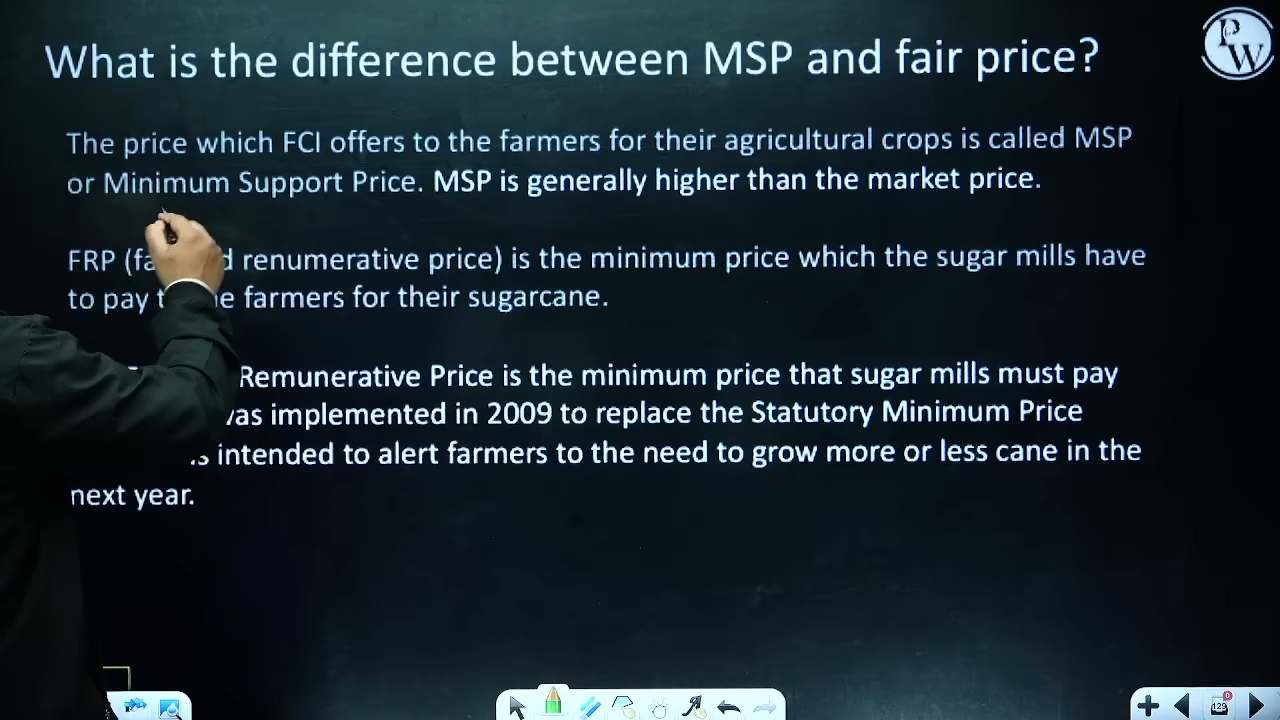 What is the difference between MSP and fair price?
PW
The price which FCI offers to the farmers for their agricultural crops is called MSP
or Minimum Support Price. MSP is generally higher than the market price.
FRP renumerative price) is the minimum price which the sugar mills have
to pay farmers for their sugarcane.
Remunerative Price is the minimum price that sugar mills must pay
was implemented in 2009 to replace the Statutory Minimum Price
intended to alert farmers to the need to grow more or less cane in the
next year.